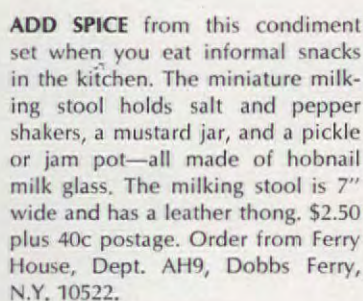 ADD SPICE from this condiment
set when you eat informal snacks
in the kitchen. The miniature milk-
ing stool holds salt and pepper
shakers, a mustard jar, and a pickle
or jam pot—all made of hobnail
milk glass. The milking stool is 7"
wide and has a leather thong. $2.50
plus 40c postage. Order from Ferry
House, Dept. AH9, Dobbs Ferry,
N.Y. 10522.